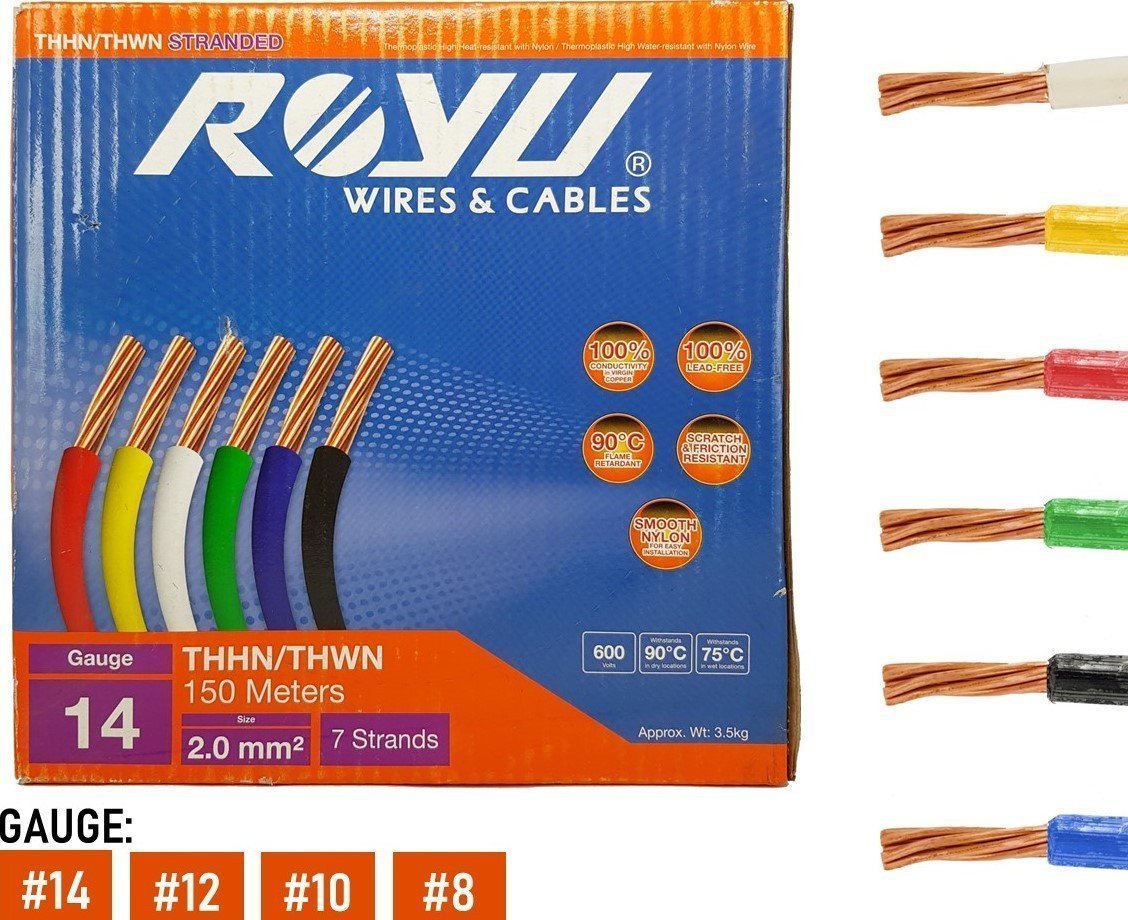 THHN/THWN STRANDED
Thermoplastic High Heat-resistant with Nylon / Thermoplastic High Water-resistant with Nylon Wire
ROYU®
WIRES & CABLES
100%
CONDUCTIVITY
in VIRGIN
COPPER
100%
LEAD-FREE
90°C
FLAME
RETARDANT
SCRATCH
& FRICTION
RESISTANT
SMOOTH
NYLON
FOR EASY
INSTALLATION
600
Volts
Withstands
90°C
in dry locations
Withstands
75°C
in wet locations
Gauge
14
THHN/THWN
150 Meters
Size
2.0 mm²
7 Strands
Approx. Wt: 3.5kg
GAUGE:
#14 #12 #10 #8